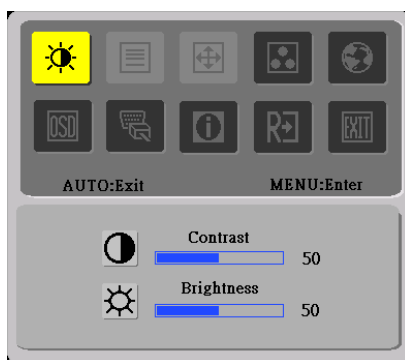 OSD
i
R
EXIT
AUTO:Exit MENU:Enter
Contrast
50
Brightness
50